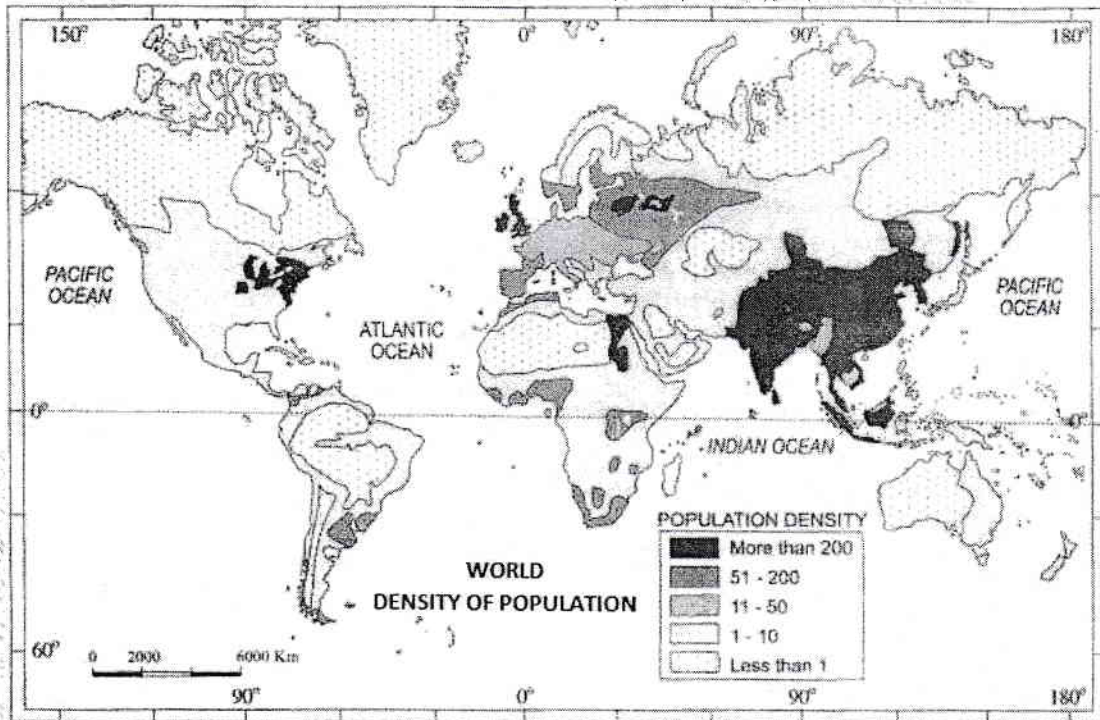 150° 0° 90° 180°
PACIFIC
OCEAN
ATLANTIC
OCEAN
PACIFIC
OCEAN
0° 0°
INDIAN OCEAN
POPULATION DENSITY
More than 200
51 - 200
11 - 50
1 - 10
Less than 1
WORLD
DENSITY OF POPULATION
60°
0 2000 6000 Km
90° 0° 90° 180°